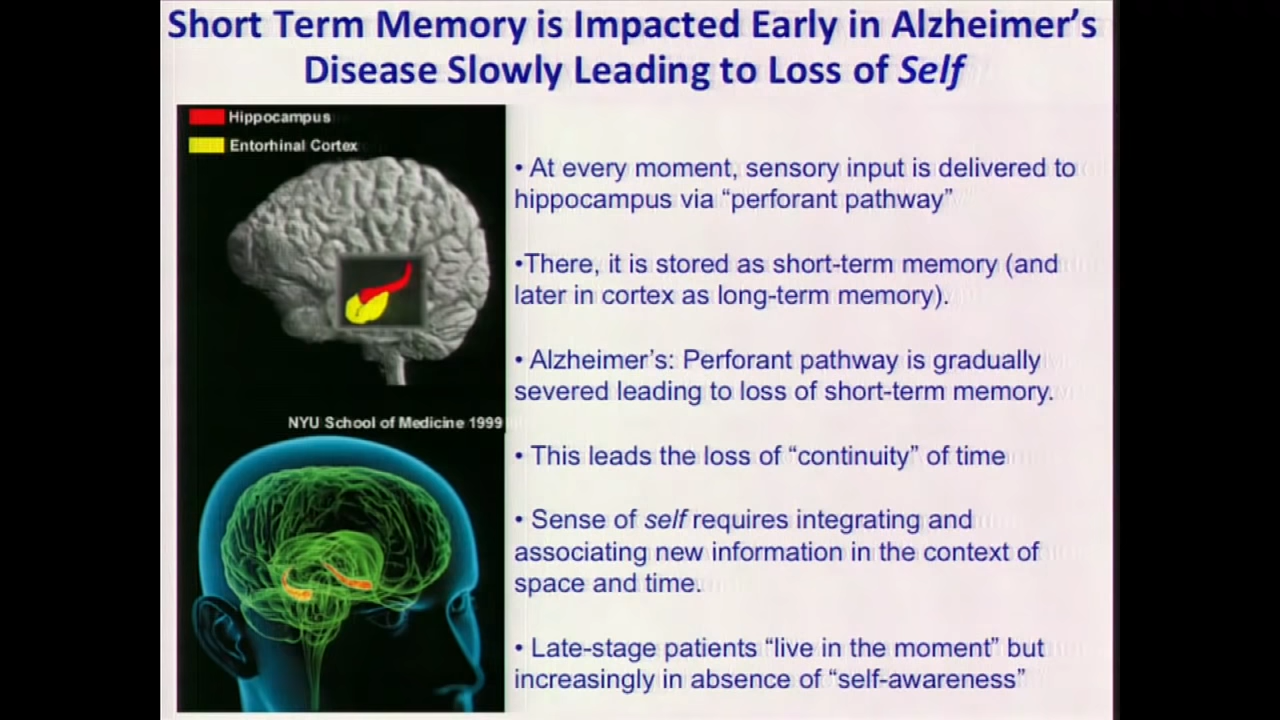 Short Term Memory is Impacted Early in Alzheimer's
Disease Slowly Leading to Loss of Self
Hippocampus
Entorhinal Cortex
NYU School of Medicine 1999
• At every moment, sensory input is delivered to
hippocampus via “perforant pathway”
•There, it is stored as short-term memory (and
later in cortex as long-term memory).
• Alzheimer's: Perforant pathway is gradually
severed leading to loss of short-term memory.
• This leads the loss of “continuity” of time
• Sense of self requires integrating and
associating new information in the context of
space and time.
• Late-stage patients “live in the moment” but
increasingly in absence of “self-awareness”